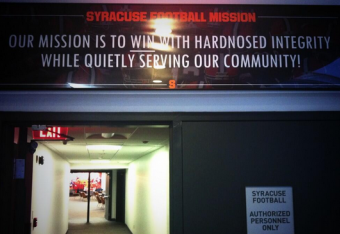 SYRACUSE FOOTBALL MISSION
OUR MISSION IS TO WIN WITH HARDNOSED INTEGRITY
WHILE QUIETLY SERVING OUR COMMUNITY!
S
EXIT
SYRACUSE
FOOTBALL
AUTHORIZED
PERSONNEL
ONLY